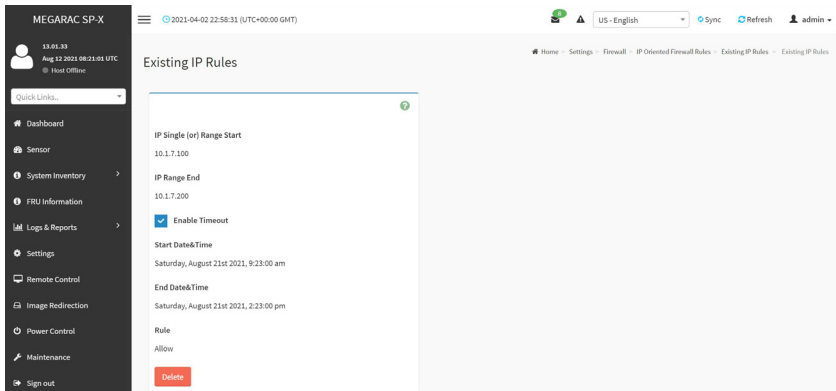 MEGARAC SP-X
2021-04-02 22:58:31 (UTC+00:00 GMT)
8
US - English
Sync
Refresh
admin
13.01.33
Aug 12 2021 08:21:01 UTC
Host Offline
Quick Links..
Dashboard
Sensor
System Inventory
FRU Information
Logs & Reports
Settings
Remote Control
Image Redirection
Power Control
Maintenance
Sign out
Existing IP Rules
Home > Settings > Firewall > IP Oriented Firewall Rules > Existing IP Rules > Existing IP Rules
IP Single (or) Range Start
10.1.7.100
IP Range End
10.1.7.200
Enable Timeout
Start Date&Time
Saturday, August 21st 2021, 9:23:00 am
End Date&Time
Saturday, August 21st 2021, 2:23:00 pm
Rule
Allow
Delete